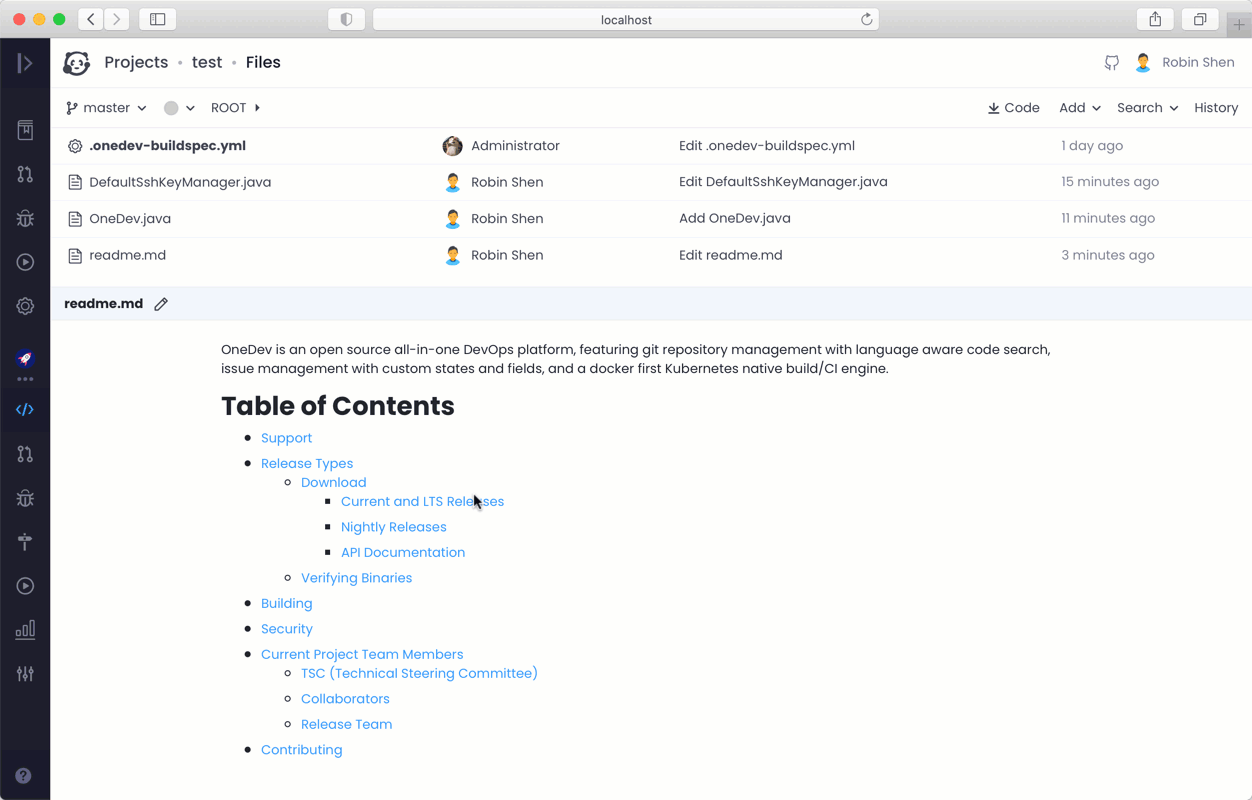 localhost
Projects • test • Files
Robin Shen
master
ROOT
Code Add Search History
.onedev-buildspec.yml Administrator Edit .onedev-buildspec.yml 1 day ago
DefaultSshKeyManager.java Robin Shen Edit DefaultSshKeyManager.java 15 minutes ago
OneDev.java Robin Shen Add OneDev.java 11 minutes ago
readme.md Robin Shen Edit readme.md 3 minutes ago
readme.md
OneDev is an open source all-in-one DevOps platform, featuring git repository management with language aware code search,
issue management with custom states and fields, and a docker first Kubernetes native build/CI engine.
Table of Contents
Support
Release Types
Download
Current and LTS Releases
Nightly Releases
API Documentation
Verifying Binaries
Building
Security
Current Project Team Members
TSC (Technical Steering Committee)
Collaborators
Release Team
Contributing